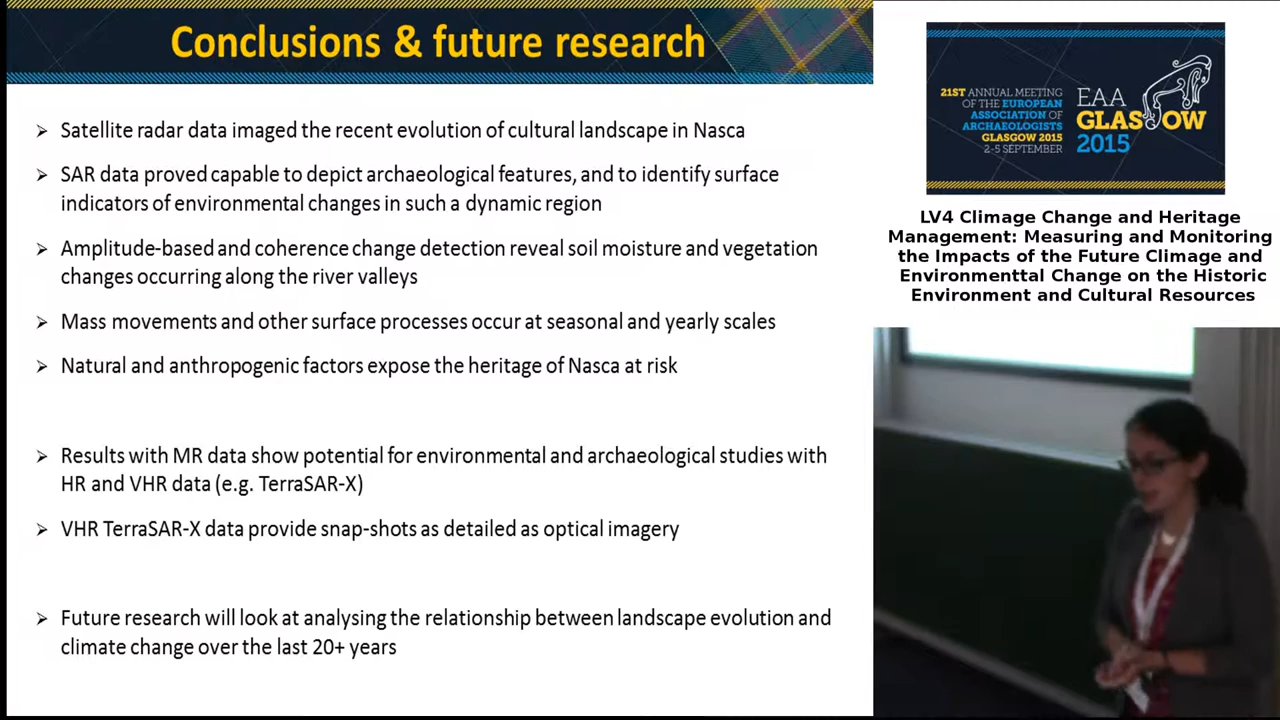 Conclusions & future research
➢ Satellite radar data imaged the recent evolution of cultural landscape in Nasca
➢ SAR data proved capable to depict archaeological features, and to identify surface
indicators of environmental changes in such a dynamic region
➢ Amplitude-based and coherence change detection reveal soil moisture and vegetation
changes occurring along the river valleys
➢ Mass movements and other surface processes occur at seasonal and yearly scales
➢ Natural and anthropogenic factors expose the heritage of Nasca at risk
➢ Results with MR data show potential for environmental and archaeological studies with
HR and VHR data (e.g. TerraSAR-X)
➢ VHR TerraSAR-X data provide snap-shots as detailed as optical imagery
➢ Future research will look at analysing the relationship between landscape evolution and
climate change over the last 20+ years
21ST ANNUAL MEETING
OF THE EUROPEAN
ASSOCIATION OF
ARCHAEOLOGISTS
GLASGOW 2015
2-5 SEPTEMBER
EAA
GLASGOW
2015
LV4 Climage Change and Heritage
Management: Measuring and Monitoring
the Impacts of the Future Climage and
Environmenttal Change on the Historic
Environment and Cultural Resources